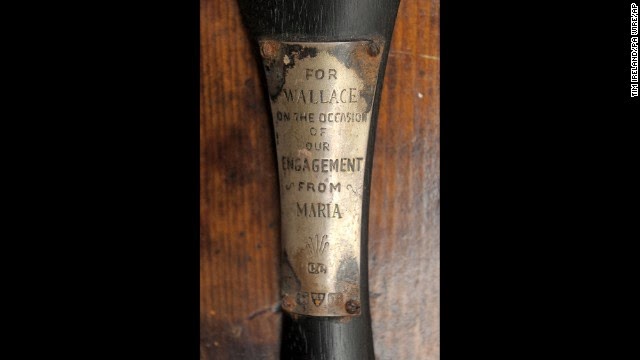 FOR
WALLACE
ON THE OCCASION
OF
OUR
ENGAGEMENT
FROM
MARIA
TIM IRELAND/PA WIRE/AP